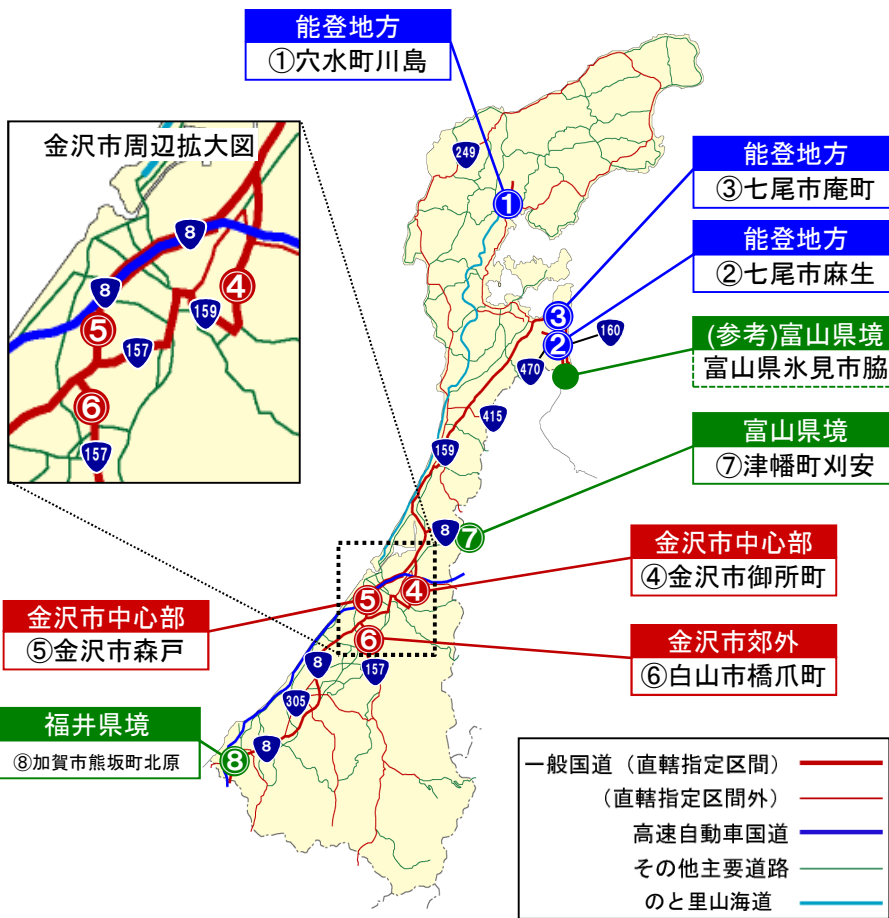 能登地方
①穴水町川島
金沢市周辺拡大図
8
8
④
159
⑤
157
⑥
157
249
①
能登地方
③七尾市庵町
能登地方
②七尾市麻生
③
②
160
470
(参考)富山県境
富山県氷見市脇
415
富山県境
⑦津幡町刈安
159
8
⑦
金沢市中心部
④金沢市御所町
④
⑤
金沢市中心部
⑤金沢市森戸
⑥
金沢市郊外
⑥白山市橋爪町
8
157
305
福井県境
⑧加賀市熊坂町北原
8
⑧
一般国道(直轄指定区間)
(直轄指定区間外)
高速自動車国道
その他主要道路
のと里山海道